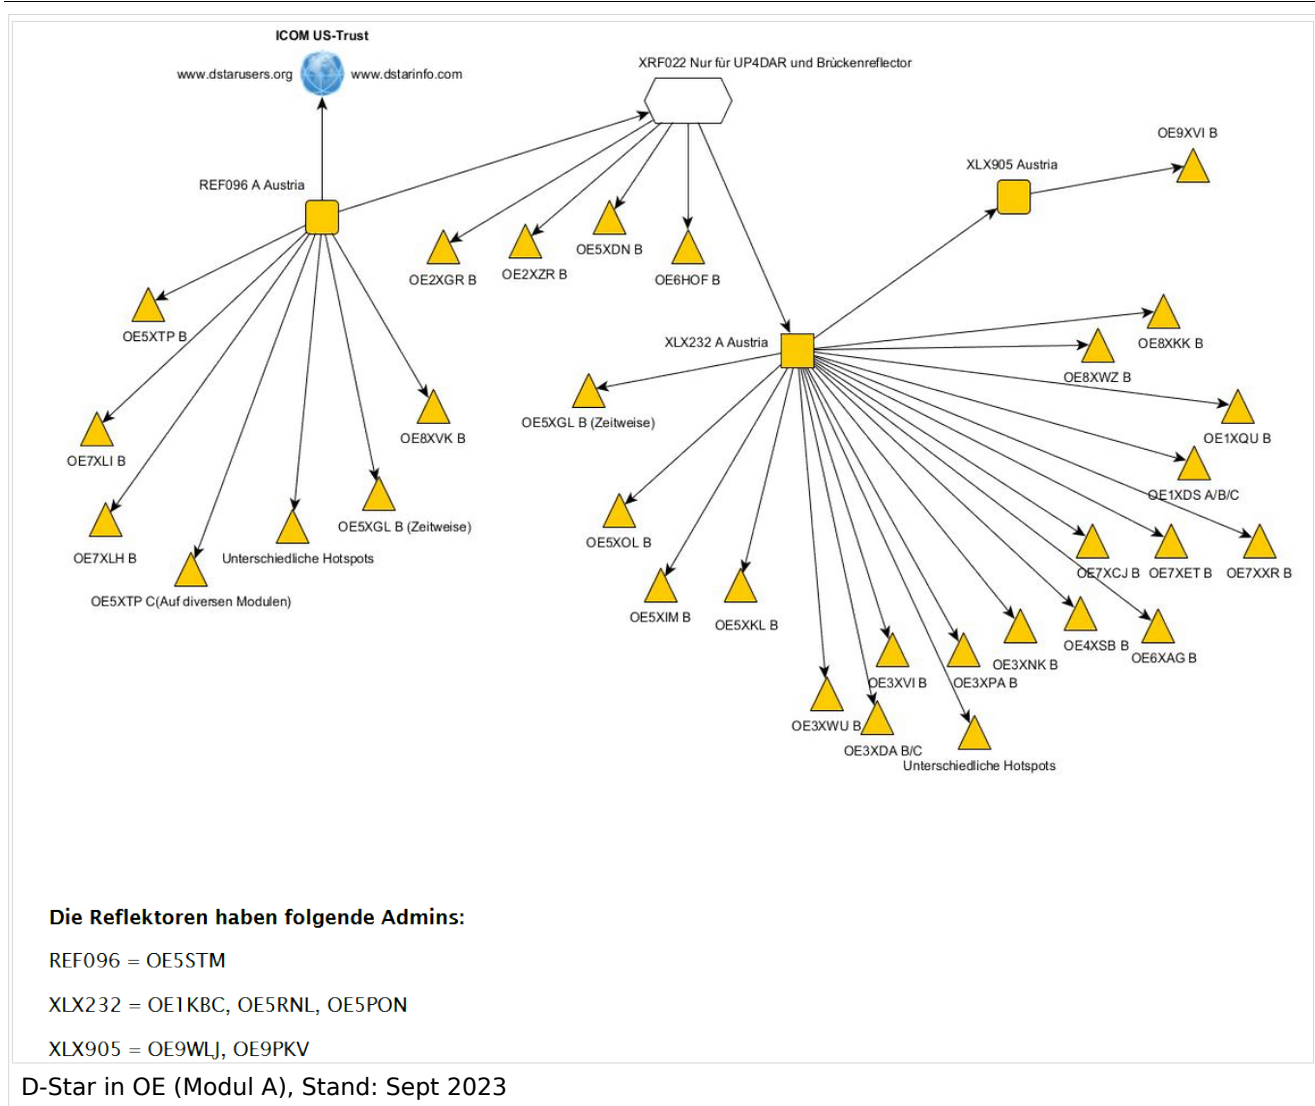 ICOM US-Trust
www.dstarusers.org www.dstarinfo.com
XRF022 Nur für UP4DAR und Brückenreflector
OE9XVI B
XLX905 Austria
REF096 A Austria
OE5XDN B
OE2XZR B
OE2XGR B
OE6HOF B
OE5XTP B
XLX232 A Austria
OE8XKK B
OE8XWZ B
OE5XGL B (Zeitweise)
OE8XVK B
OE1XQU B
OE7XLI B
OE1XDS A/B/C
OE5XGL B (Zeitweise)
OE5XOL B
OE7XLH B
Unterschiedliche Hotspots
OE7XCJ B
OE7XET B
OE7XXR B
OE5XTP C(Auf diversen Modulen)
OE5XIM B
OE5XKL B
OE4XSB B
OE6XAG B
OE3XNK B
OE3XVI B
OE3XPA B
OE3XWU B
OE3XDA B/C
Unterschiedliche Hotspots
Die Reflektoren haben folgende Admins:
REF096 = OE5STM
XLX232 = OE1KBC, OE5RNL, OE5PON
XLX905 = OE9WLJ, OE9PKV
D-Star in OE (Modul A), Stand: Sept 2023